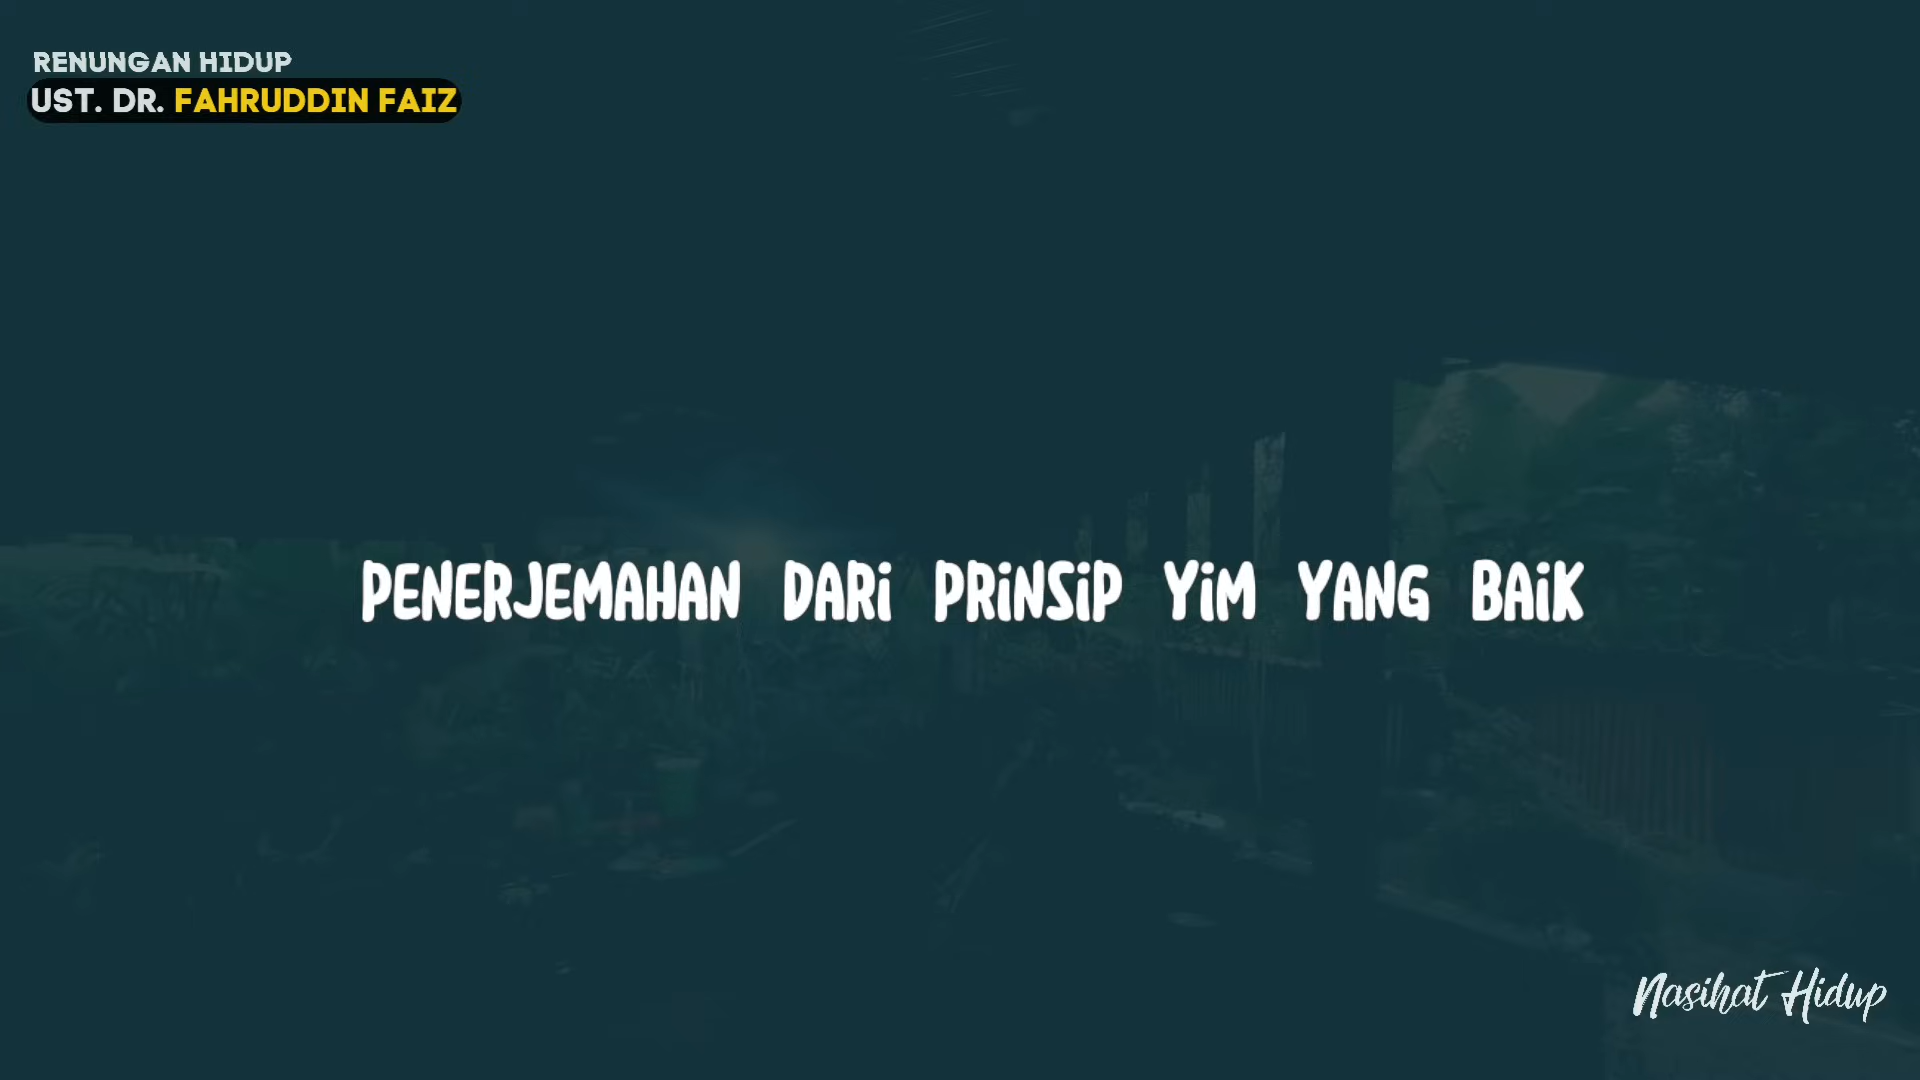 RENUNGAN HIDUP
UST. DR. FAHRUDDIN FAIZ
PENERJEMAHAN DARI PRINSIP YIM YANG BAIK
Nasihat Hidup